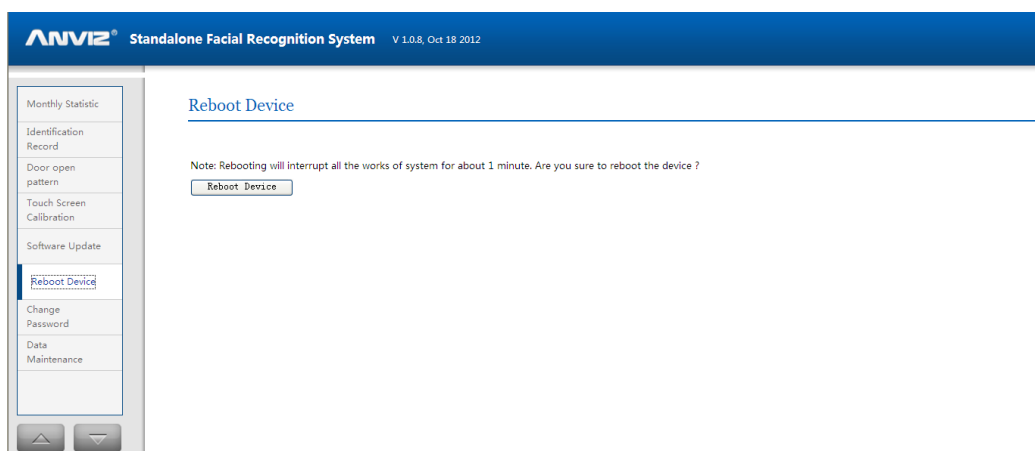 ANVIZ® Standalone Facial Recognition System V 1.0.8, Oct 18 2012
Monthly Statistic
Identification
Record
Door open
pattern
Touch Screen
Calibration
Software Update
Reboot Device
Change
Password
Data
Maintenance
Reboot Device
Note: Rebooting will interrupt all the works of system for about 1 minute. Are you sure to reboot the device ?
Reboot Device